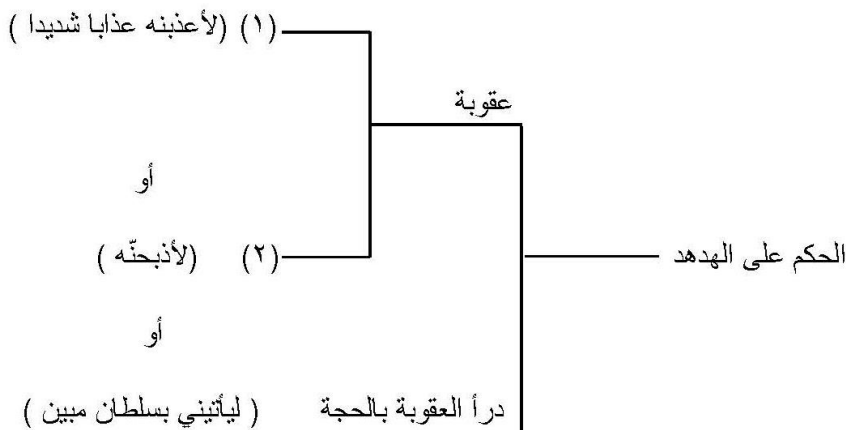 (١) (لأعذبنه عذابا شديدا )
عقوبة
أو
الحكم على الهدهد
(٢) (لأذبحنّه )
أو
درأ العقوبة بالحجة ( ليأتيني بسلطان مبين )